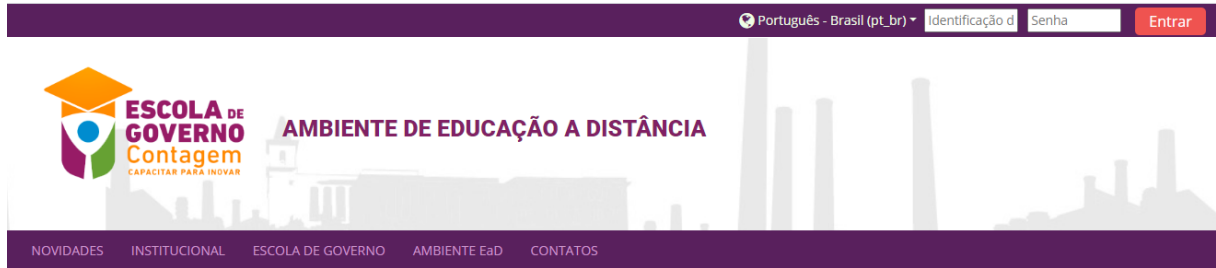 Português - Brasil (pt_br) Identificação d Senha Entrar
ESCOLA DE
GOVERNO
Contagem
CAPACITAR PARA INOVAR
AMBIENTE DE EDUCAÇÃO A DISTÂNCIA
NOVIDADES INSTITUCIONAL ESCOLA DE GOVERNO AMBIENTE EaD CONTATOS